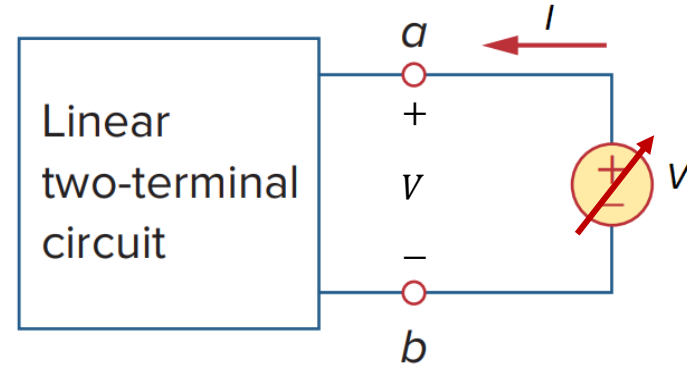 I
a
Linear
two-terminal
circuit
+
V
−
+
−
V
b